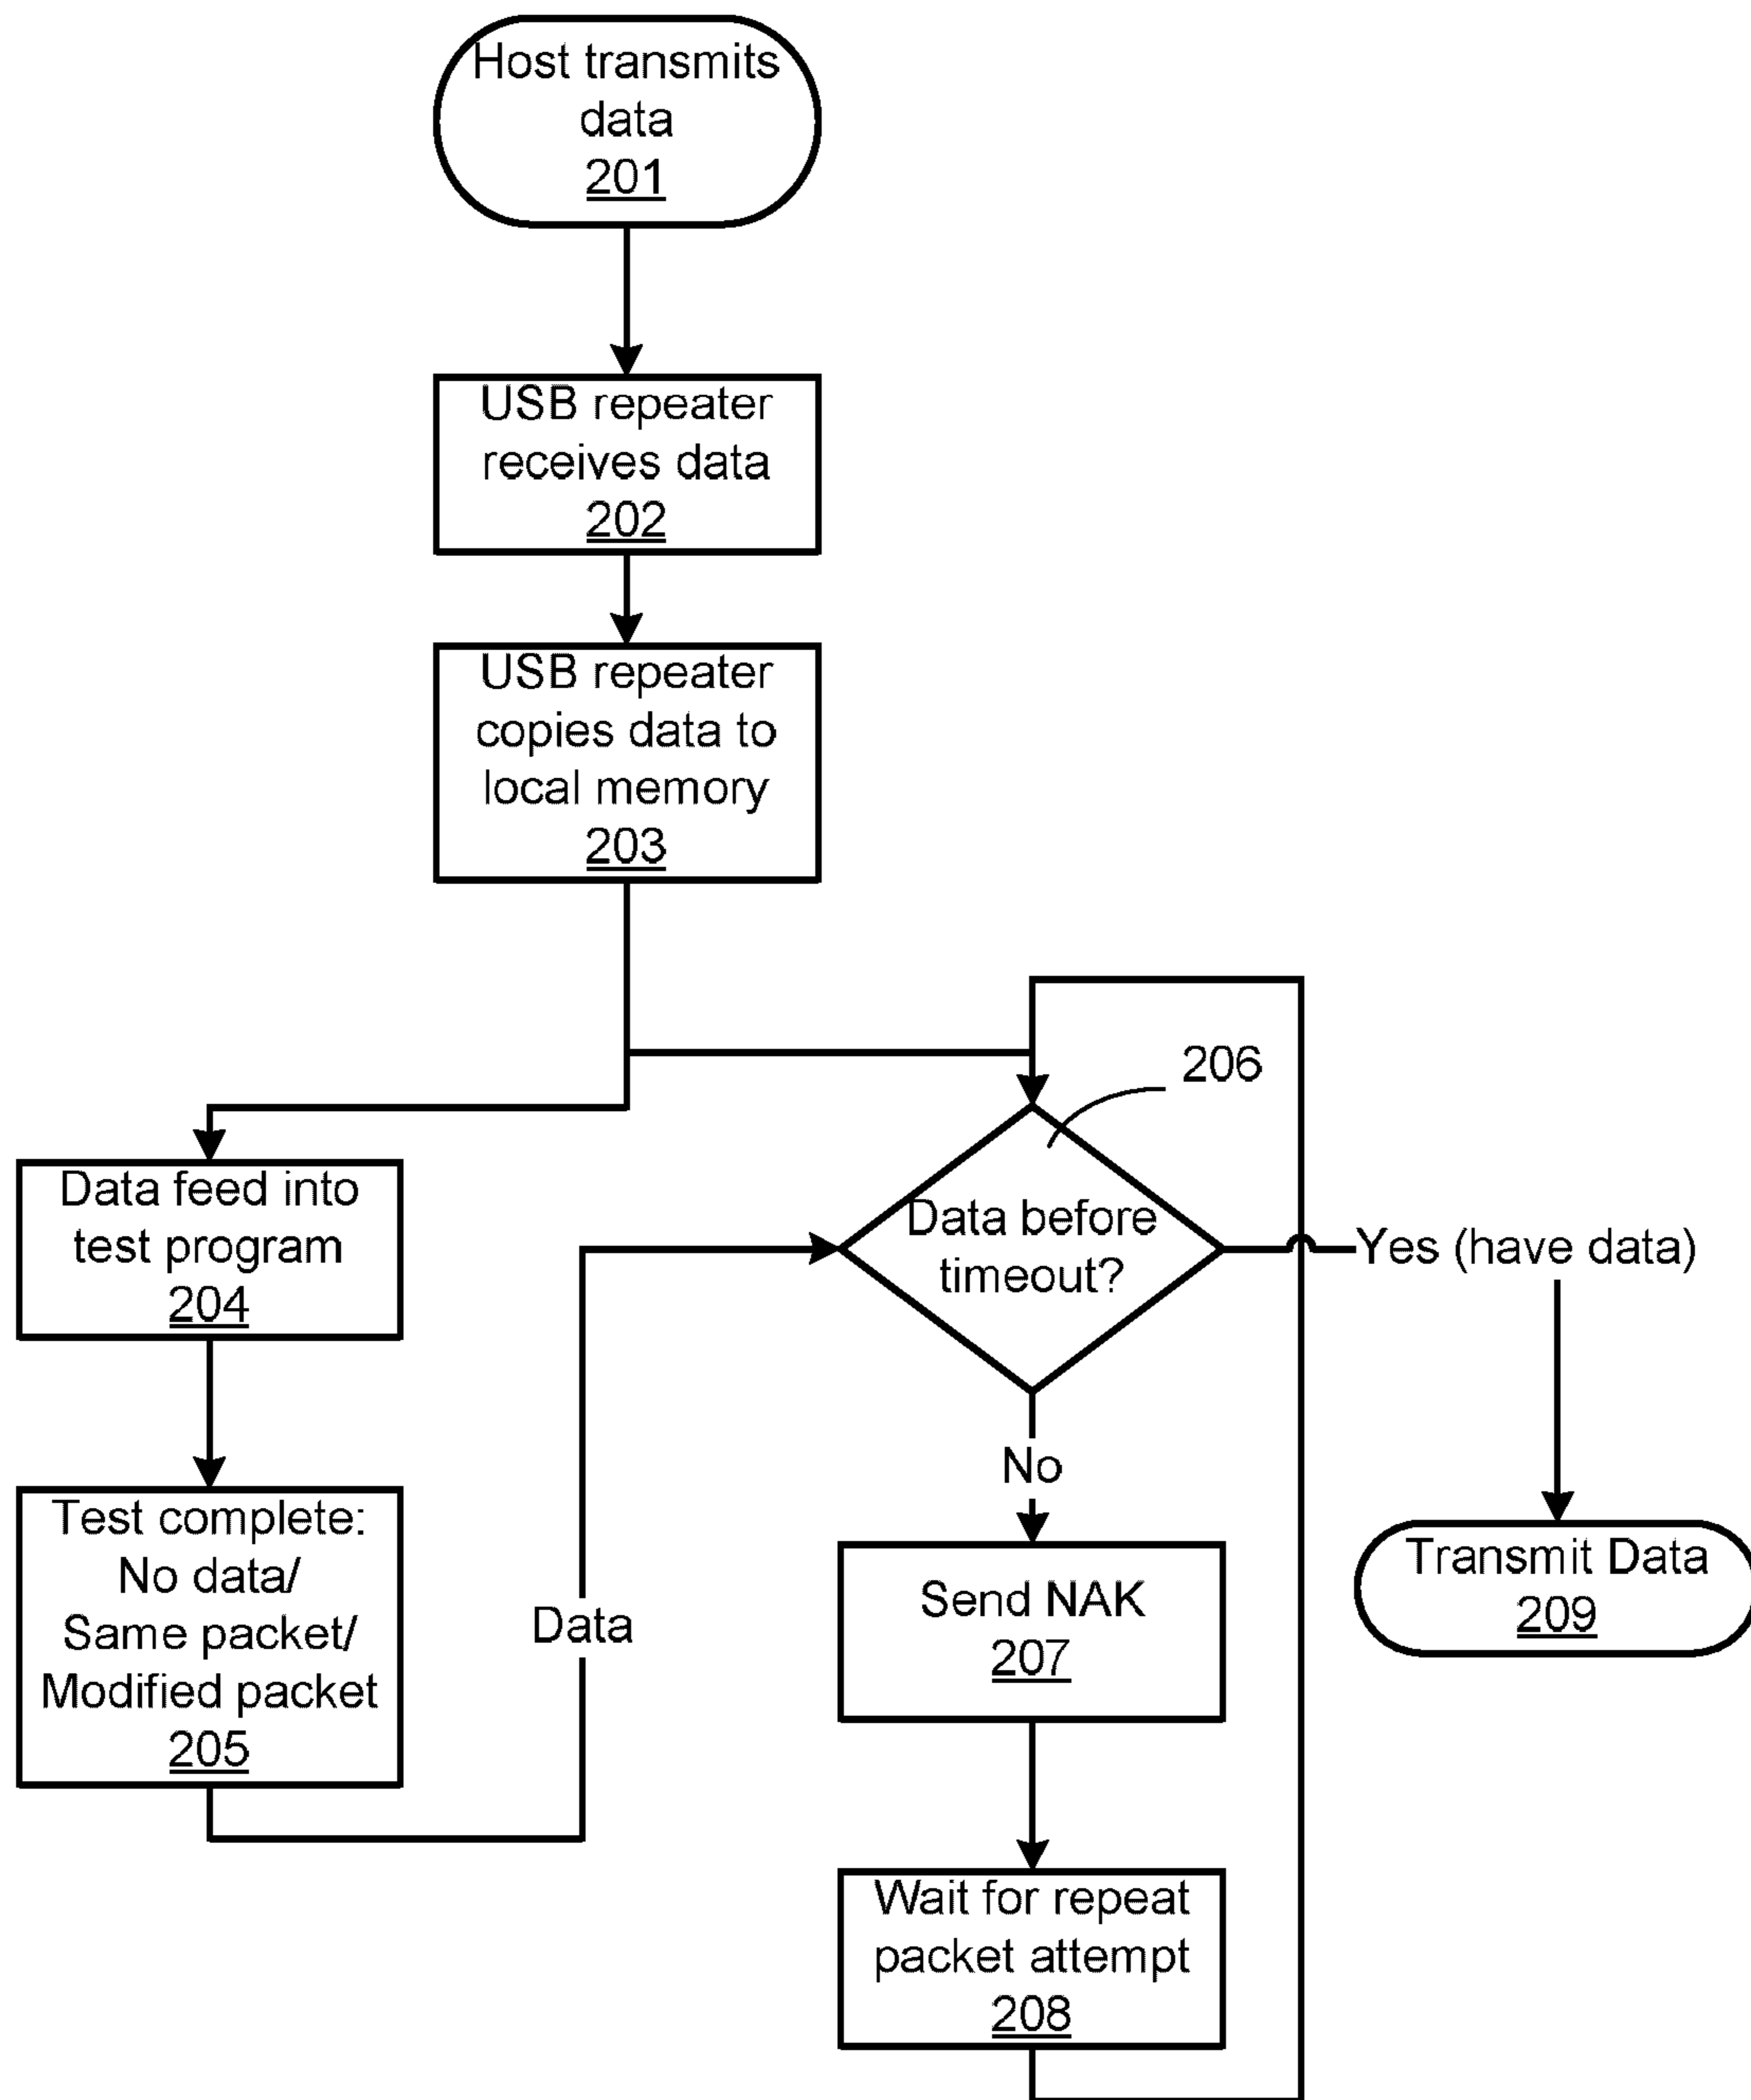 Host transmits
data
201
USB repeater
receives data
202
USB repeater
copies data to
local memory
203
206
Data feed into
test program
204
Data before
timeout?
Yes (have data)
No
Test complete:
No data/
Same packet/
Modified packet
205
Data
Send NAK
207
Transmit Data
209
Wait for repeat
packet attempt
208